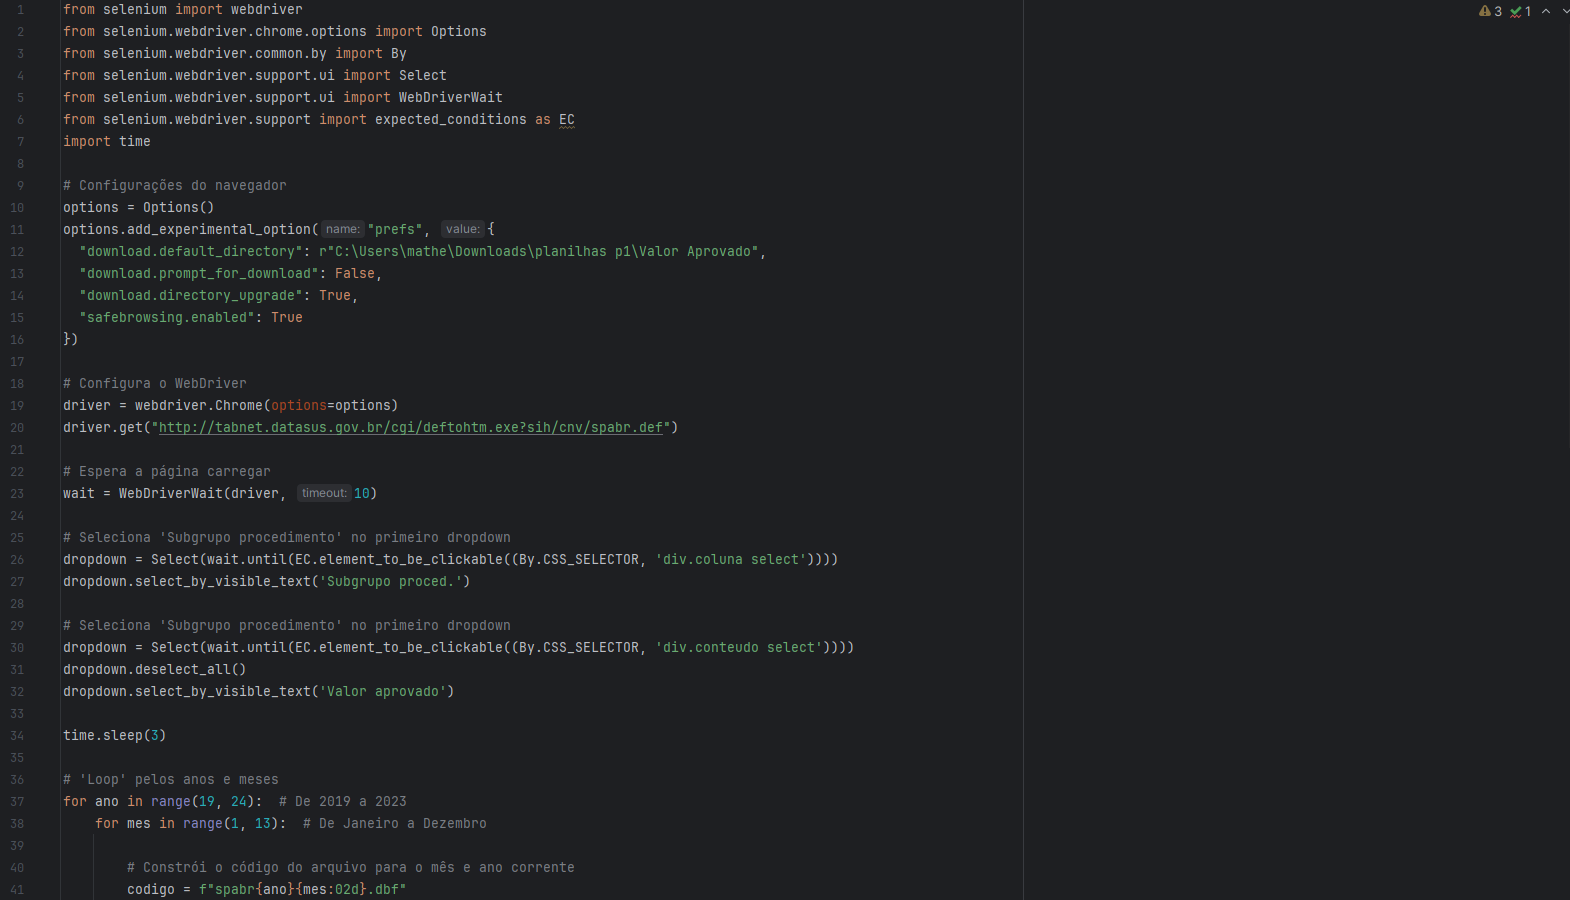 1 from selenium import webdriver
2 from selenium.webdriver.chrome.options import Options
3 from selenium.webdriver.common.by import By
4 from selenium.webdriver.support.ui import Select
5 from selenium.webdriver.support.ui import WebDriverWait
6 from selenium.webdriver.support import expected_conditions as EC
7 import time
8
9 # Configurações do navegador
10 options = Options()
11 options.add_experimental_option( name: "prefs", value: {
12 "download.default_directory": r"C:\Users\mathe\Downloads\planilhas p1\Valor Aprovado",
13 "download.prompt_for_download": False,
14 "download.directory_upgrade": True,
15 "safebrowsing.enabled": True
16 })
17
18 # Configura o WebDriver
19 driver = webdriver.Chrome(options=options)
20 driver.get("http://tabnet.datasus.gov.br/cgi/deftohtm.exe?sih/cnv/spabr.def")
21
22 # Espera a página carregar
23 wait = WebDriverWait(driver, timeout: 10)
24
25 # Seleciona 'Subgrupo procedimento' no primeiro dropdown
26 dropdown = Select(wait.until(EC.element_to_be_clickable((By.CSS_SELECTOR, 'div.coluna select'))))
27 dropdown.select_by_visible_text('Subgrupo proced.')
28
29 # Seleciona 'Subgrupo procedimento' no primeiro dropdown
30 dropdown = Select(wait.until(EC.element_to_be_clickable((By.CSS_SELECTOR, 'div.conteudo select'))))
31 dropdown.deselect_all()
32 dropdown.select_by_visible_text('Valor aprovado')
33
34 time.sleep(3)
35
36 # 'Loop' pelos anos e meses
37 for ano in range(19, 24):  # De 2019 a 2023
38 for mes in range(1, 13):  # De Janeiro a Dezembro
39
40 # Constrói o código do arquivo para o mês e ano corrente
41 codigo = f"spabr{ano}{mes:02d}.dbf"
3 1